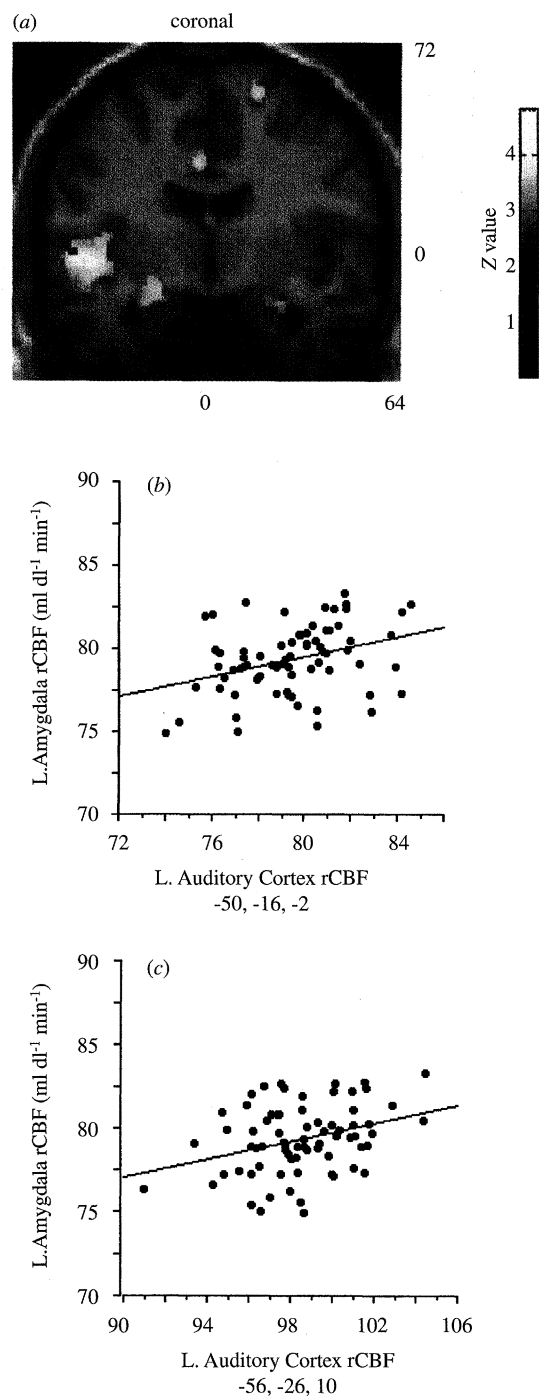 (a) coronal
72
4
3
0
Z value
2
1
0 64
90
(b)
85
L.Amygdala rCBF (ml dl-1 min-1)
80
75
70
72 76 80 84
L. Auditory Cortex rCBF
-50, -16, -2
90
(c)
85
L.Amygdala rCBF (ml dl-1 min-1)
80
75
70
90 94 98 102 106
L. Auditory Cortex rCBF
-56, -26, 10